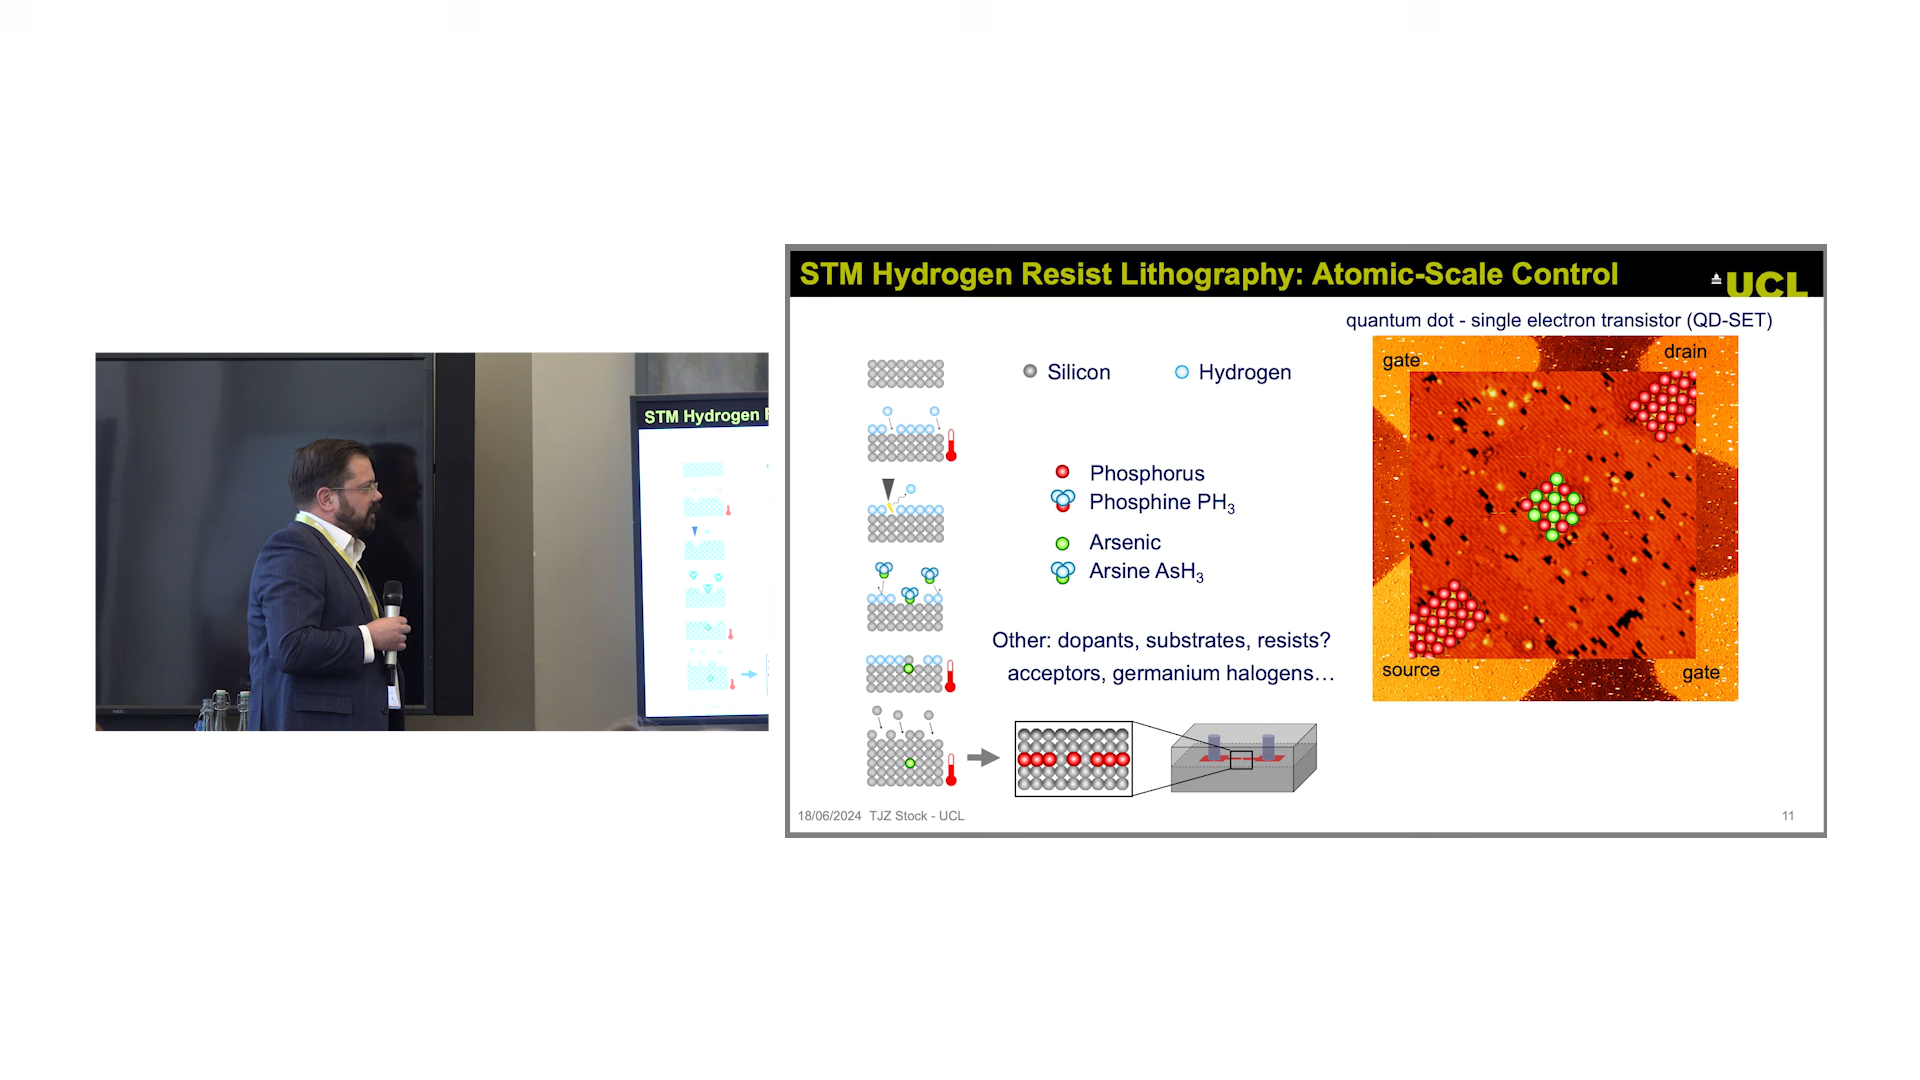 STM Hydrogen Resist Lithography: Atomic-Scale Control
UCL
quantum dot - single electron transistor (QD-SET)
gate
drain
Silicon
Hydrogen
Phosphorus
Phosphine PH3
Arsenic
Arsine AsH3
Other: dopants, substrates, resists?
acceptors, germanium halogens…
source
gate
18/06/2024 TJZ Stock - UCL
11
STM Hydrogen